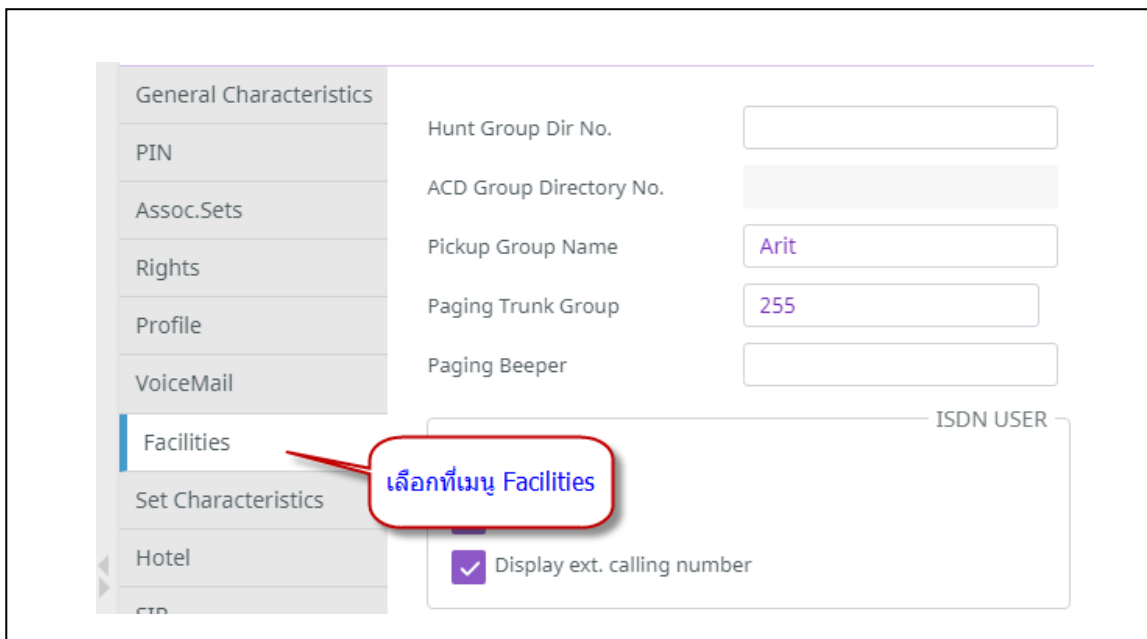 General Characteristics
PIN
Assoc.Sets
Rights
Profile
VoiceMail
Facilities
Set Characteristics
Hotel
SIP
Hunt Group Dir No.
ACD Group Directory No.
Pickup Group Name Arit
Paging Trunk Group 255
Paging Beeper
ISDN USER
เลือกที่เมนู Facilities
Display ext. calling number